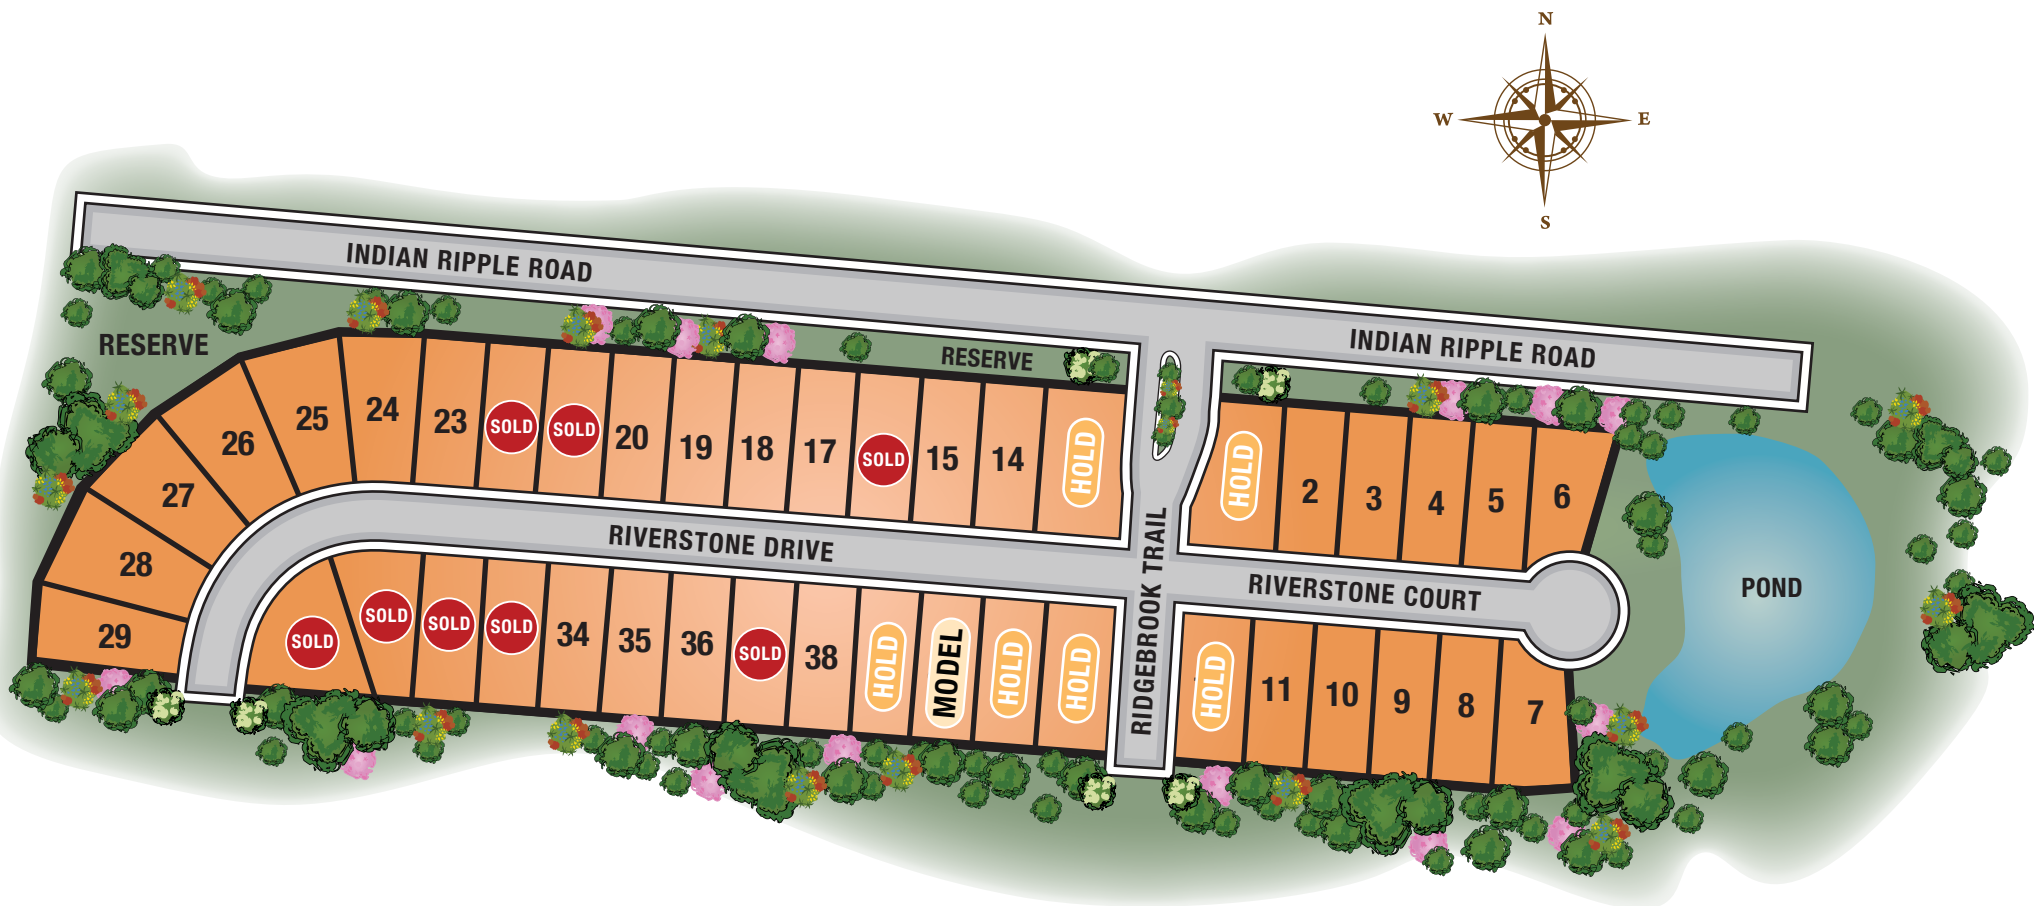 N
W
E
S
INDIAN RIPPLE ROAD
INDIAN RIPPLE ROAD
RESERVE
RESERVE
25
24
23
SOLD
SOLD
20
19
18
17
SOLD
15
14
HOLD
HOLD
2
3
4
5
6
26
27
28
29
RIVERSTONE DRIVE
RIDGEBROOK TRAIL
RIVERSTONE COURT
POND
SOLD
SOLD
SOLD
SOLD
34
35
36
SOLD
38
HOLD
MODEL
HOLD
HOLD
HOLD
11
10
9
8
7